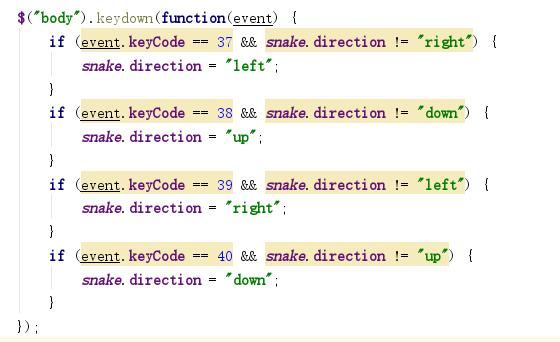 $("body").keydown(function(event) {
    if (event.keyCode == 37 && snake.direction != "right") {
        snake.direction = "left";
    }
    if (event.keyCode == 38 && snake.direction != "down") {
        snake.direction = "up";
    }
    if (event.keyCode == 39 && snake.direction != "left") {
        snake.direction = "right";
    }
    if (event.keyCode == 40 && snake.direction != "up") {
        snake.direction = "down";
    }
});